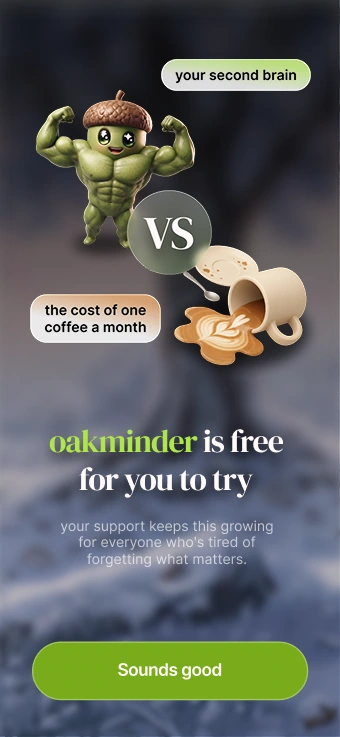 your second brain
VS
the cost of one
coffee a month
oakminder is free
for you to try
your support keeps this growing
for everyone who's tired of
forgetting what matters.
Sounds good